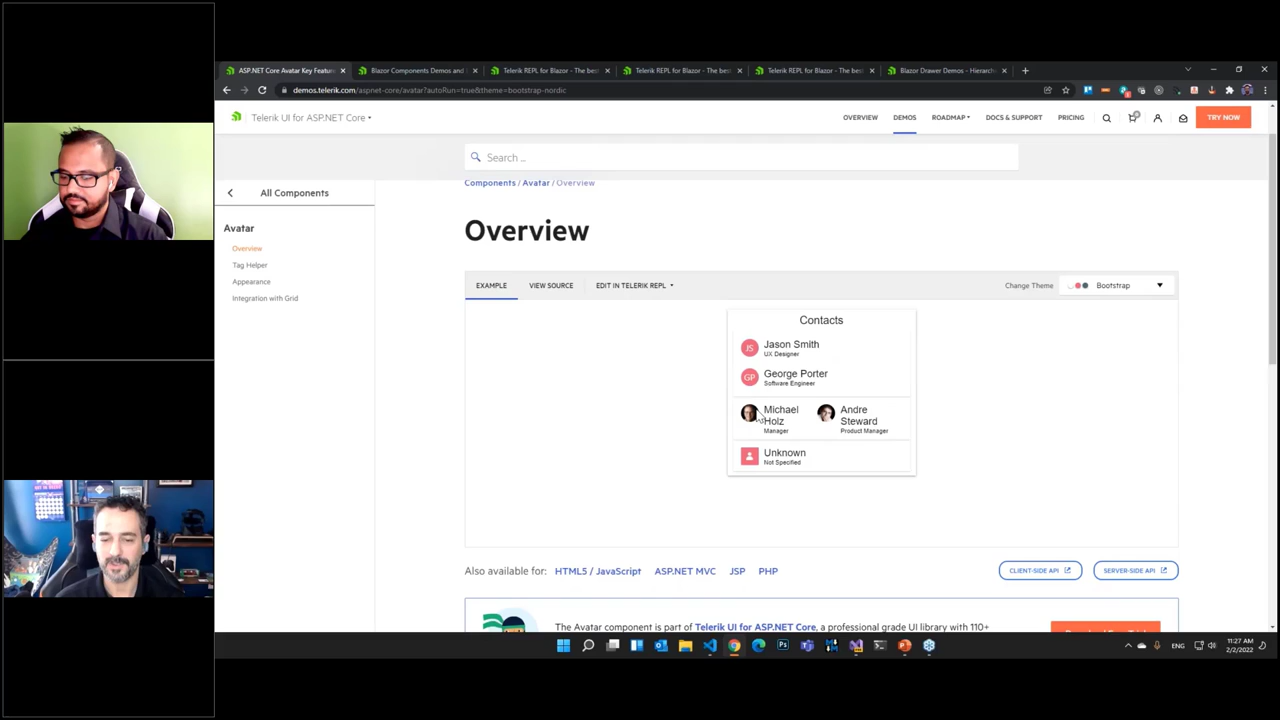 ASP.NET Core Avatar Key Featur
Blazor Components Demos and
Telerik REPL for Blazor - The bes
Telerik REPL for Blazor - The bes
Telerik REPL for Blazor - The bes
Blazor Drawer Demos - Hierarch
demos.telerik.com/aspnet-core/avatar?autoRun=true&theme=bootstrap-nordic
Telerik UI for ASP.NET Core
OVERVIEW
DEMOS
ROADMAP
DOCS & SUPPORT
PRICING
TRY NOW
Search ..
All Components
Components / Avatar / Overview
Avatar
Overview
Tag Helper
Appearance
Integration with Grid
Overview
EXAMPLE
VIEW SOURCE
EDIT IN TELERIK REPL
Change Theme
Bootstrap
Contacts
JS
Jason Smith
UX Designer
GP
George Porter
Software Engineer
Michael
Holz
Manager
Andre
Steward
Product Manager
Unknown
Not Specified
Also available for:
HTML5 / JavaScript
ASP.NET MVC
JSP
PHP
CLIENT-SIDE API
SERVER-SIDE API
The Avatar component is part of Telerik UI for ASP.NET Core, a professional grade UI library with 110+
ENG
11:27 AM
2/2/2022